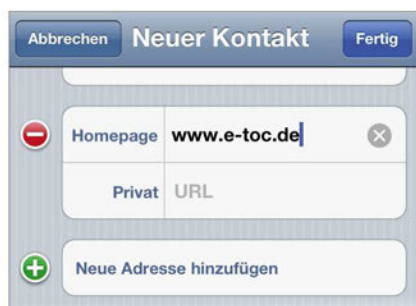 Abbrechen Neuer Kontakt Fertig
Homepage www.e-toc.de
Privat URL
Neue Adresse hinzufügen